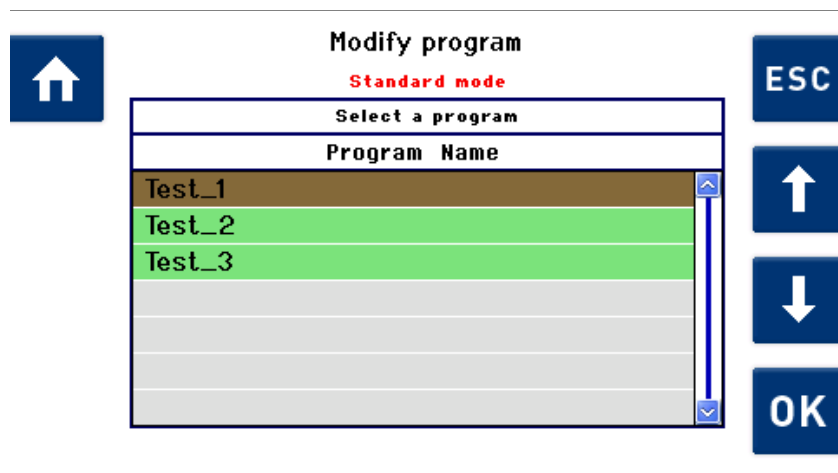 Modify program
Standard mode
ESC
Select a program
Program Name
Test_1
Test_2
Test_3
OK